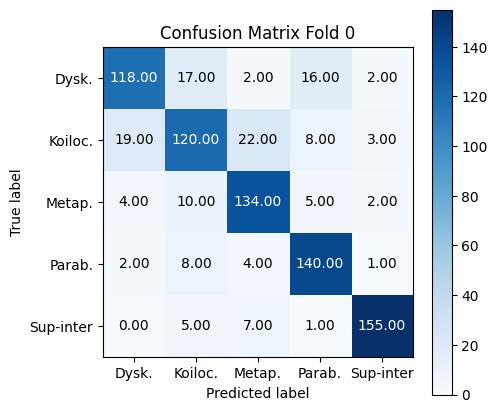 Confusion Matrix Fold 0
True label
Dysk. 118.00 17.00 2.00 16.00 2.00
Koiloc. 19.00 120.00 22.00 8.00 3.00
Metap. 4.00 10.00 134.00 5.00 2.00
Parab. 2.00 8.00 4.00 140.00 1.00
Sup-inter 0.00 5.00 7.00 1.00 155.00
Dysk. Koiloc. Metap. Parab. Sup-inter
Predicted label
140
120
100
80
60
40
20
0